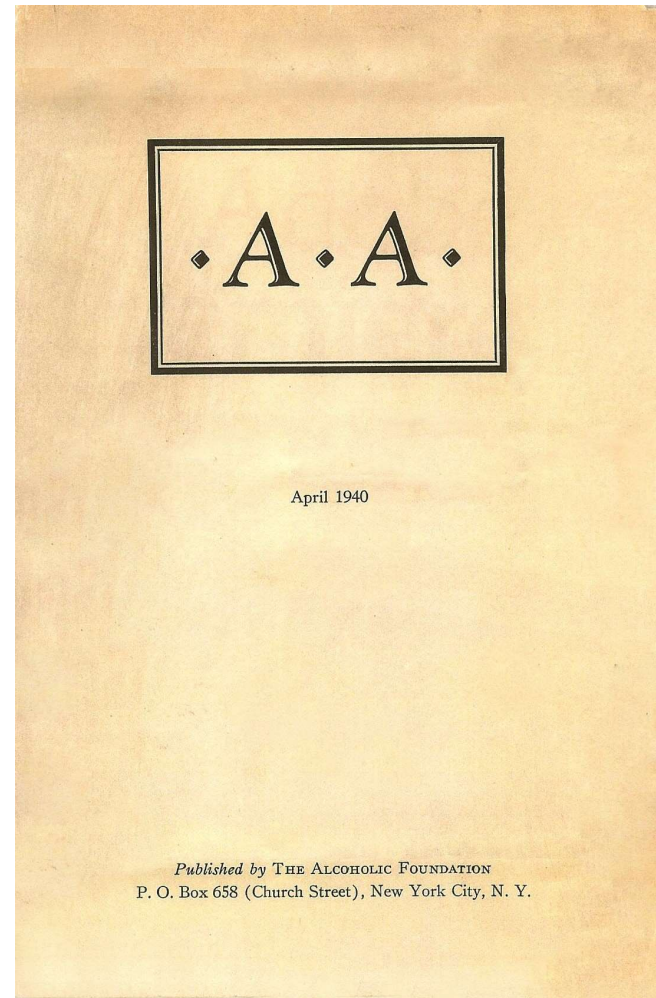 · A · A ·
April 1940
Published by THE ALCOHOLIC FOUNDATION
P. O. Box 658 (Church Street), New York City, N. Y.